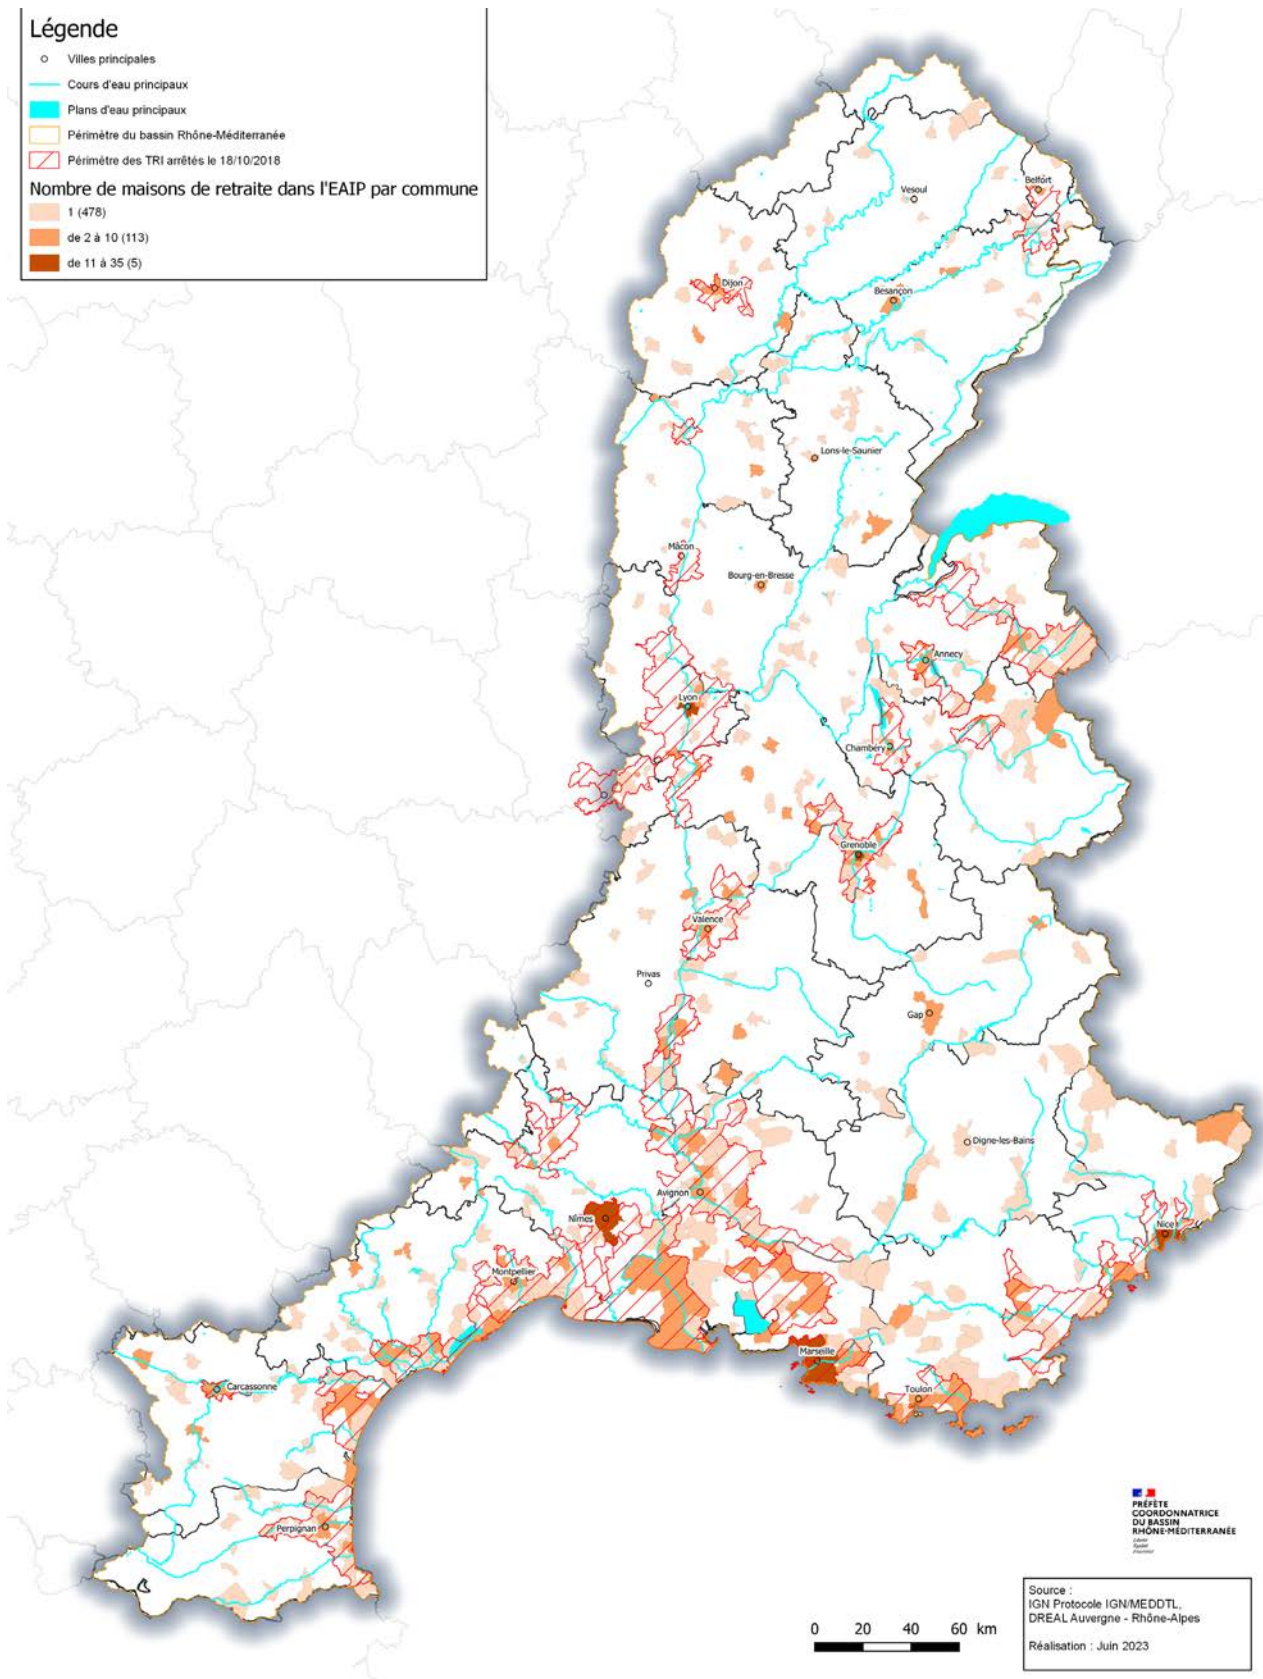 Légende
Villes principales
Cours d'eau principaux
Plans d'eau principaux
Périmètre du bassin Rhône-Méditerranée
Périmètre des TRI arrêtés le 18/10/2018
Nombre de maisons de retraite dans l'EAIP par commune
1 (478)
de 2 à 10 (113)
de 11 à 35 (5)
Belfort
Vesoul
Dijon
Besançon
Lons-le-Saunier
Mâcon
Bourg-en-Bresse
Annecy
Lyon
Chambéry
Grenoble
Valence
Privas
Gap
Digne-les-Bains
Avignon
Nîmes
Nice
Montpellier
Marseille
Carcassonne
Toulon
Perpignan
PRÉFÈTE
COORDONNATRICE
DU BASSIN
RHÔNE-MÉDITERRANÉE
Liberté
Égalité
Fraternité
Source :
IGN Protocole IGN/MEDDTL,
DREAL Auvergne - Rhône-Alpes
Réalisation : Juin 2023
0 20 40 60 km